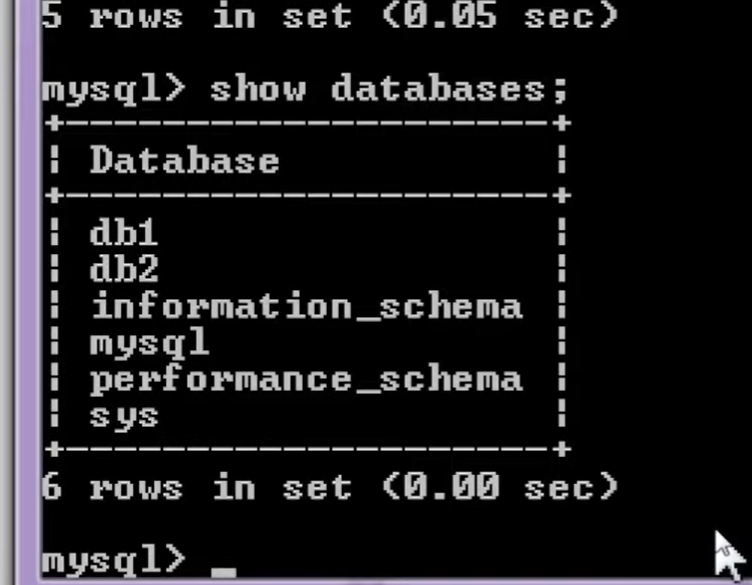 5 rows in set (0.05 sec)
mysql> show databases;
+--------------------+
| Database           |
+--------------------+
| db1                |
| db2                |
| information_schema |
| mysql              |
| performance_schema |
| sys                |
+--------------------+
6 rows in set (0.00 sec)
mysql> _